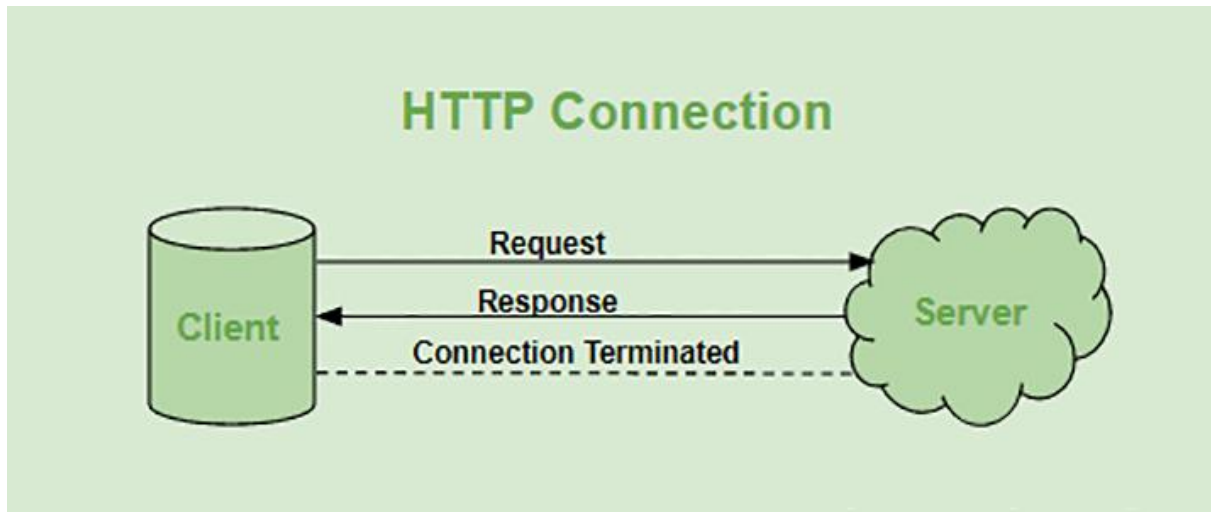 HTTP Connection
Request
Response
Client
Server
Connection Terminated